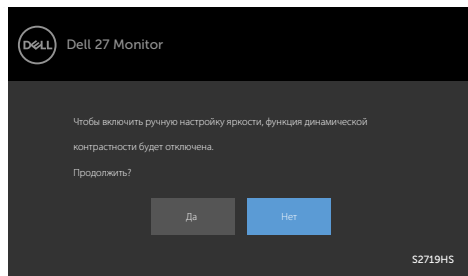 DELL
Dell 27 Monitor
Чтобы включить ручную настройку яркости, функция динамической
контрастности будет отключена.
Продолжить?
Да
Нет
S2719HS